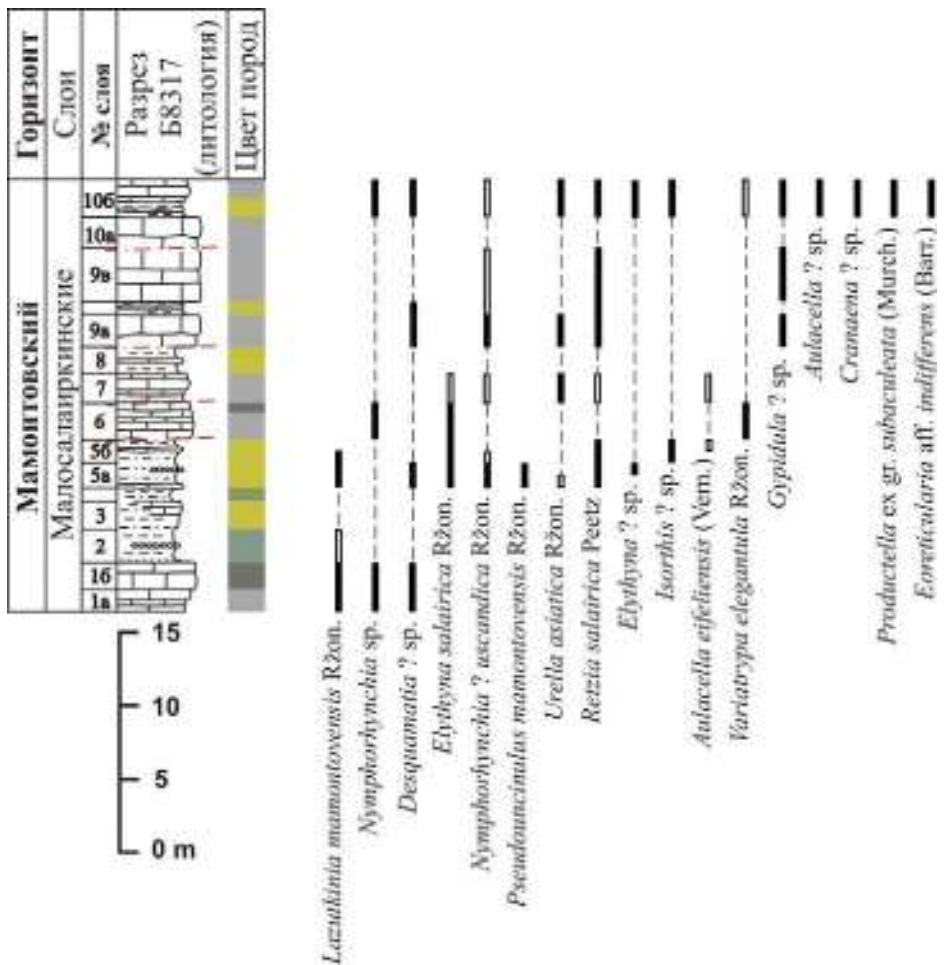 Горизонт
Слои
№ слоя
Разрез
Б8317
(литология)
Цвет пород
Мамонтовский
Малосалаиркинские
10б
10а
9в
9а
8
7
6
5б
5а
3
2
1б
1а
15
10
5
0 m
Lazutkinia mamontovensis Ržon.
Nymphorhynchia sp.
Desquamatia ? sp.
Elythyna salairica Ržon.
Nymphorhynchia ? uscandica Ržon.
Pseudouncinulus mamontovensis Ržon.
Urella asiatica Ržon.
Retzia salairica Peetz
Elythyna ? sp.
Isorthis ? sp.
Aulacella eifeliensis (Vern.)
Variatrypa elegantula Ržon.
Gypidula ? sp.
Aulacella ? sp.
Cranaena ? sp.
Productella ex gr. subaculeata (Murch.)
Eoreticularia aff. indifferens (Barr.)